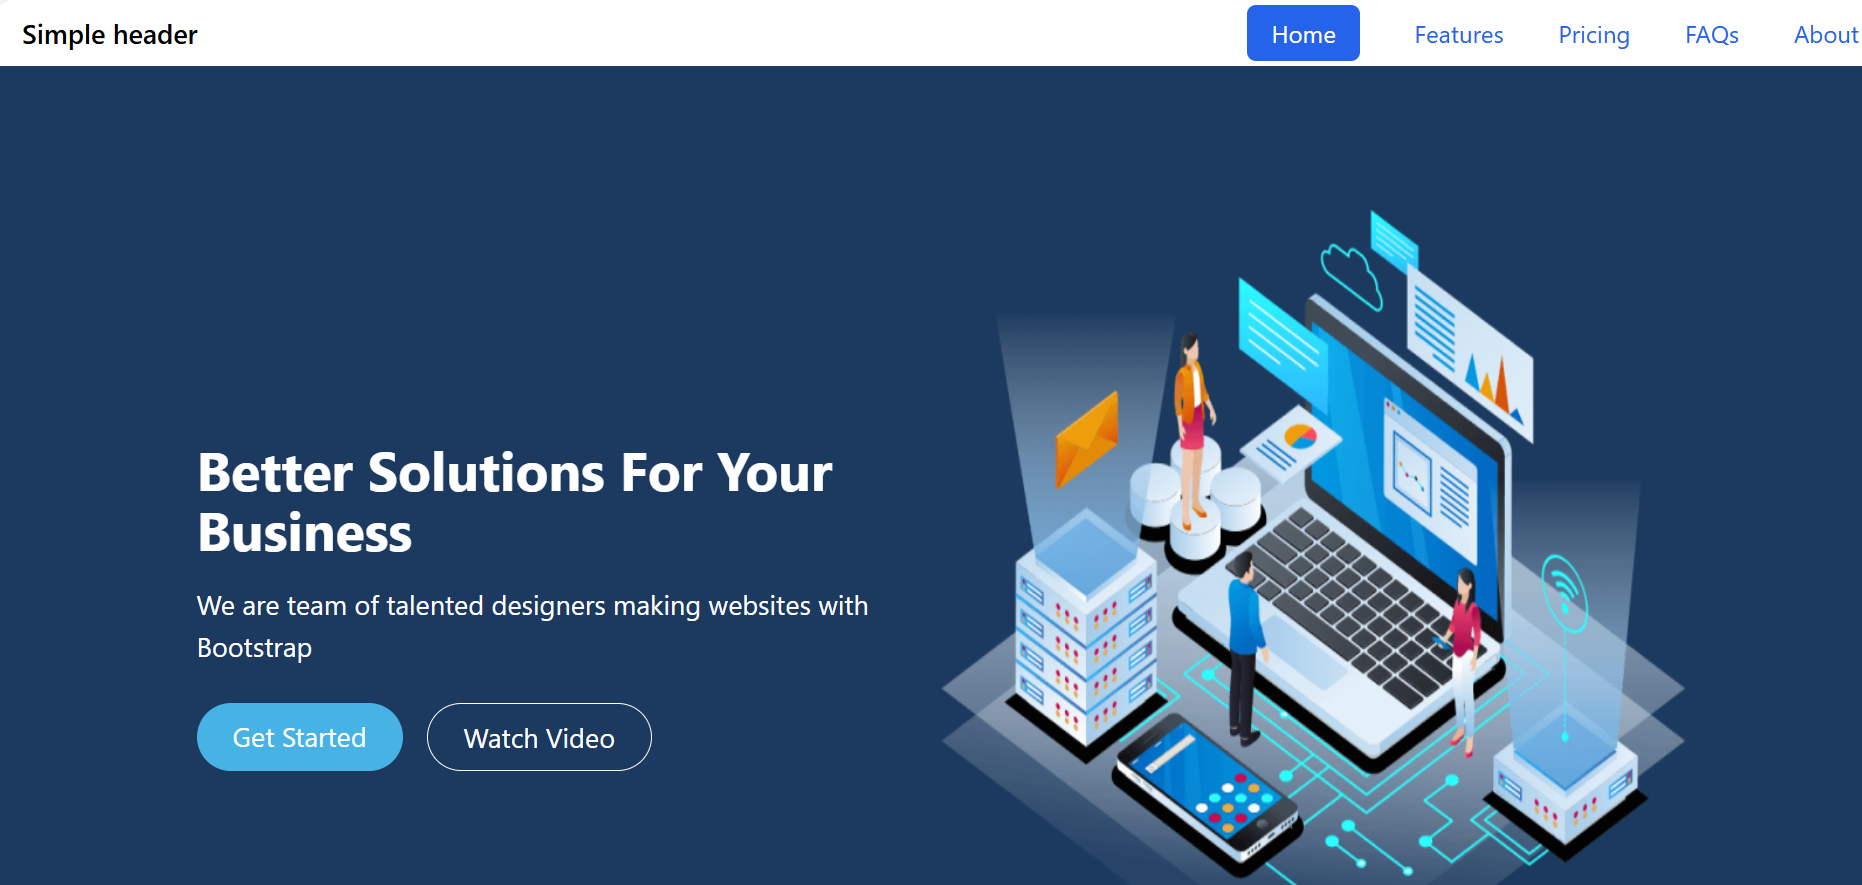 Simple header
Home
Features
Pricing
FAQs
About
Better Solutions For Your
Business
We are team of talented designers making websites with
Bootstrap
Get Started
Watch Video